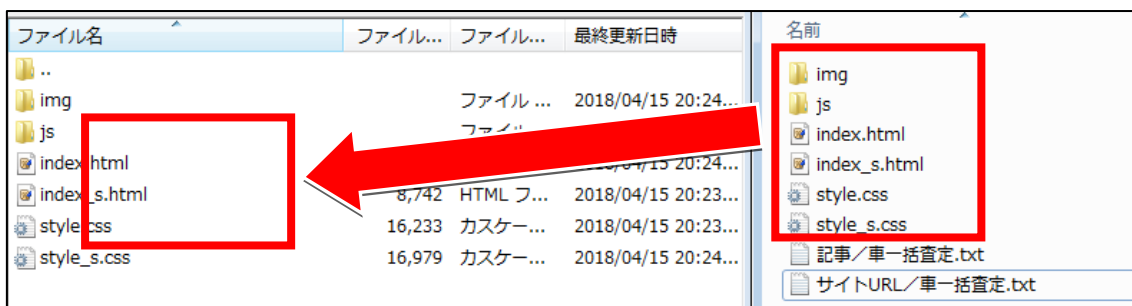 ファイル名 ファイル... ファイル... 最終更新日時
..
img ファイル ... 2018/04/15 20:24...
js
index.html 20:24...
index_s.html 8,742 HTML フ... 2018/04/15 20:23...
style.css 16,233 カスケー... 2018/04/15 20:23...
style_s.css 16,979 カスケー... 2018/04/15 20:24...
名前
img
js
index.html
index_s.html
style.css
style_s.css
記事／車一括査定.txt
サイトURL／車一括査定.txt